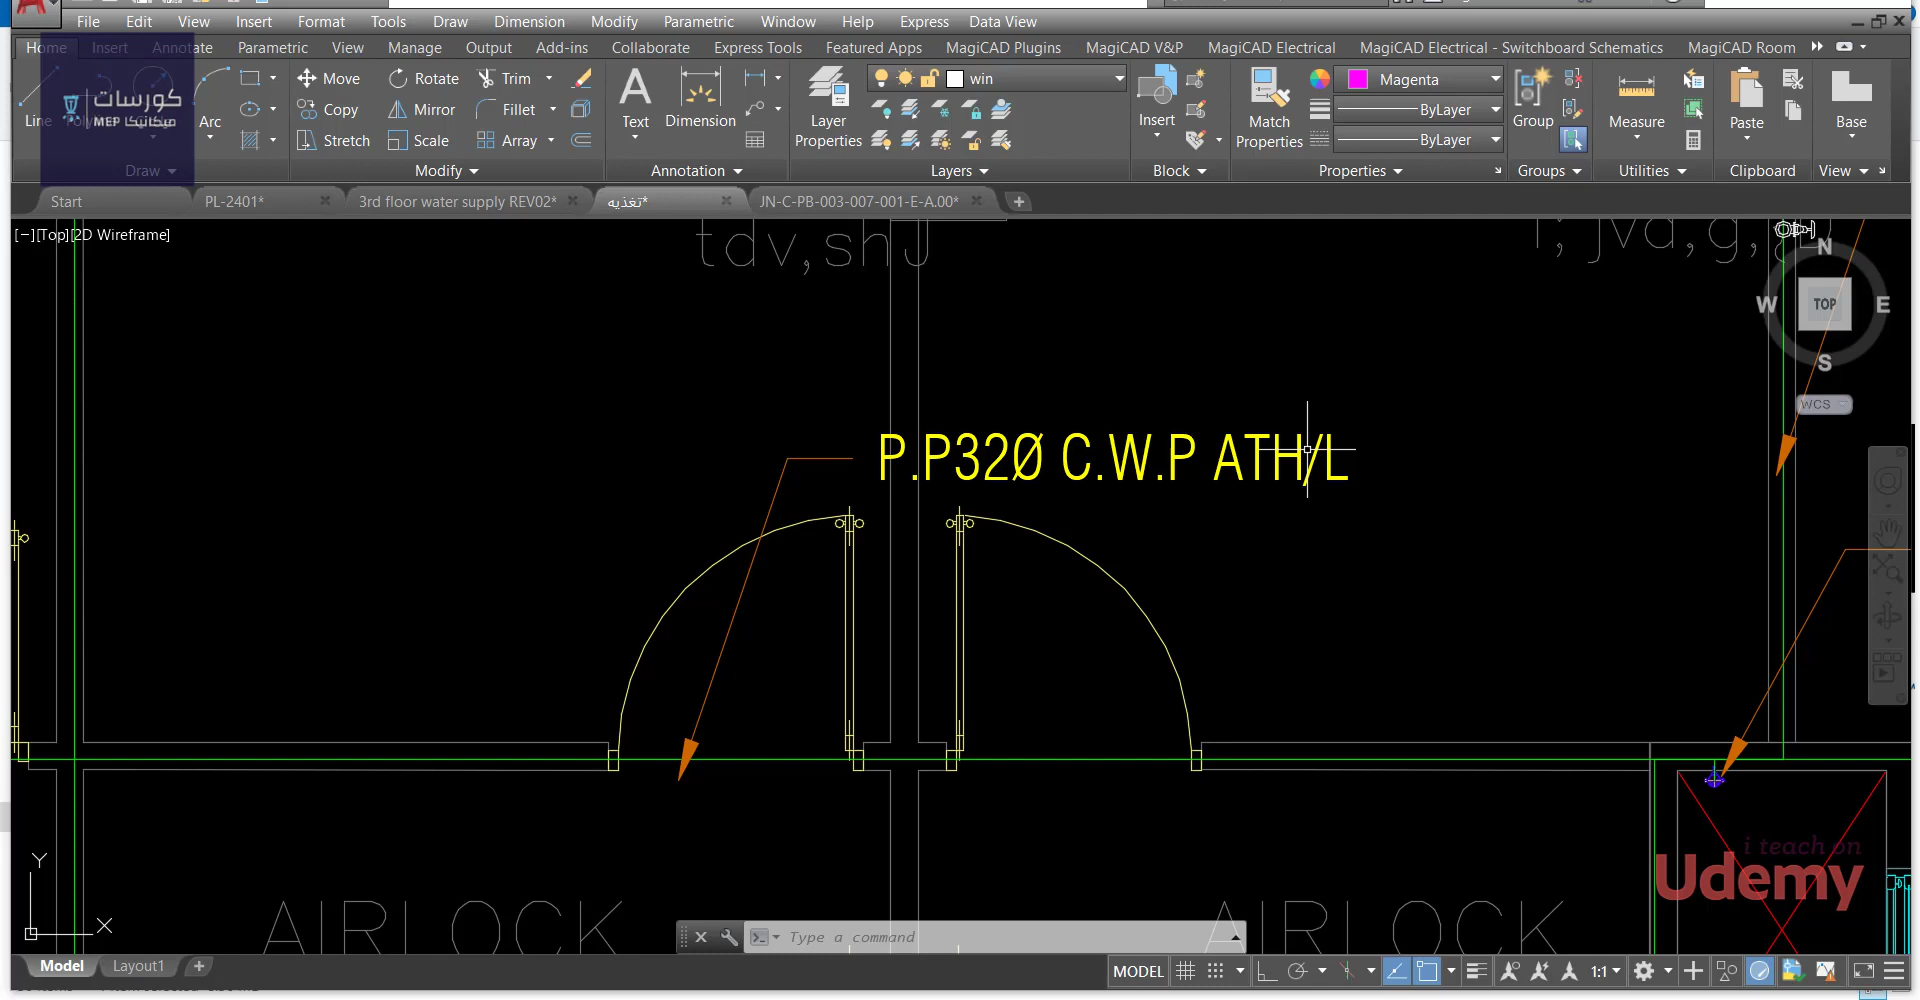 File Edit View Insert Format Tools Draw Dimension Modify Parametric Window Help Express Data View
Home Insert Annotate Parametric View Manage Output Add-ins Collaborate Express Tools Featured Apps MagiCAD Plugins MagiCAD V&P MagiCAD Electrical MagiCAD Electrical - Switchboard Schematics MagiCAD Room
كورسات
MEP ميكانيكا
Line Arc
Move Rotate Trim
Copy Mirror Fillet
Stretch Scale Array
Text Dimension
Layer Properties
win
Insert
Match Properties
Magenta
ByLayer
ByLayer
Group
Measure
Paste
Base
Draw Modify Annotation Layers Block Properties Groups Utilities Clipboard View
Start PL-2401* 3rd floor water supply REV02* تغذيه* JN-C-PB-003-007-001-E-A.00*
[−][Top][2D Wireframe]
tdv,shJ
N
W TOP E
S
WCS
P.P32Ø C.W.P ATH/L
i teach on
Udemy
Y
X
AIRLOCK AIRLOCK
Type a command
Model Layout1
MODEL 1:1